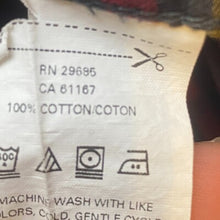 RN 29685
CA 61167
100% COTTON/COTON
MACHINE WASH WITH LIKE
COLORS, COLD, GENTLE CYCLE